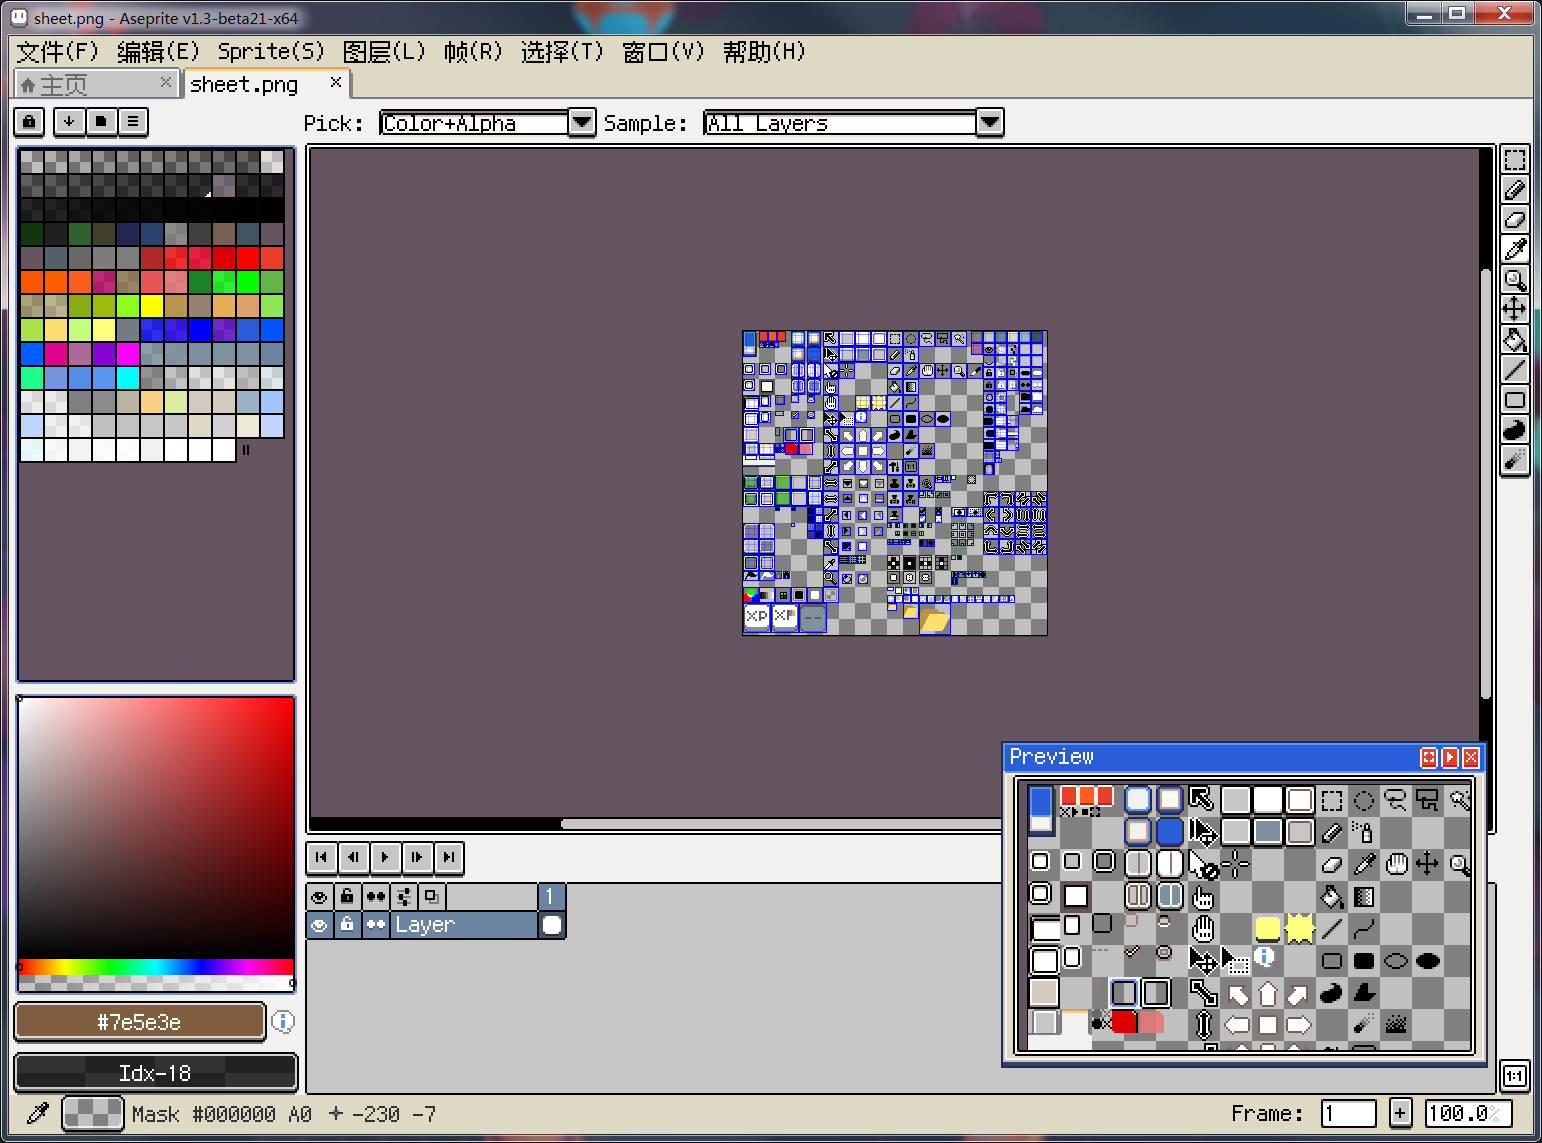 sheet.png - Aseprite v1.3-beta21-x64
文件(F) 编辑(E) Sprite(S) 图层(L) 帧(R) 选择(T) 窗口(V) 帮助(H)
主页 sheet.png
Pick: Color+Alpha Sample: All Layers
XP XP
Preview
1
Layer
#7e5e3e
Idx-18
1:1
Mask #000000 A0 -230 -7 Frame: 1 + 100.0%